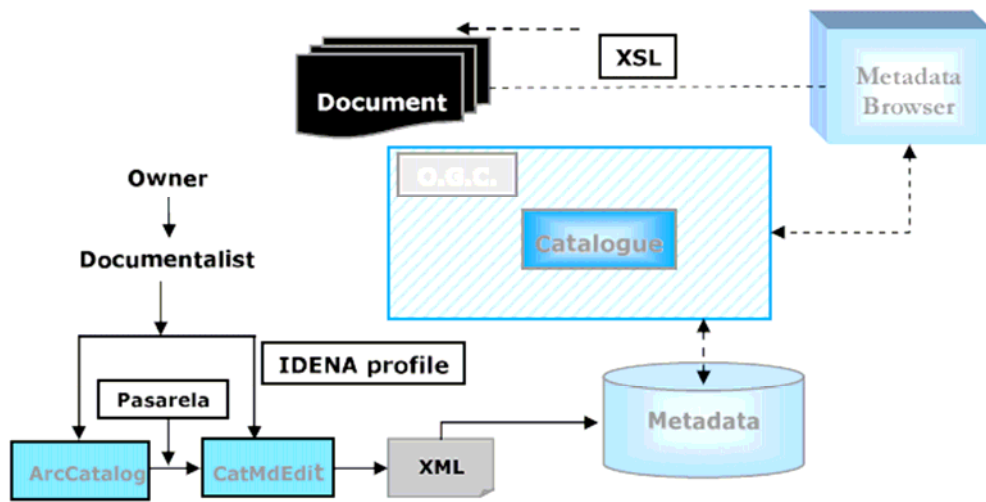 XSL
Document
Metadata
Browser
O.G.C.
Owner
Catalogue
Documentalist
IDENA profile
Pasarela
Metadata
ArcCatalog
CatMdEdit
XML